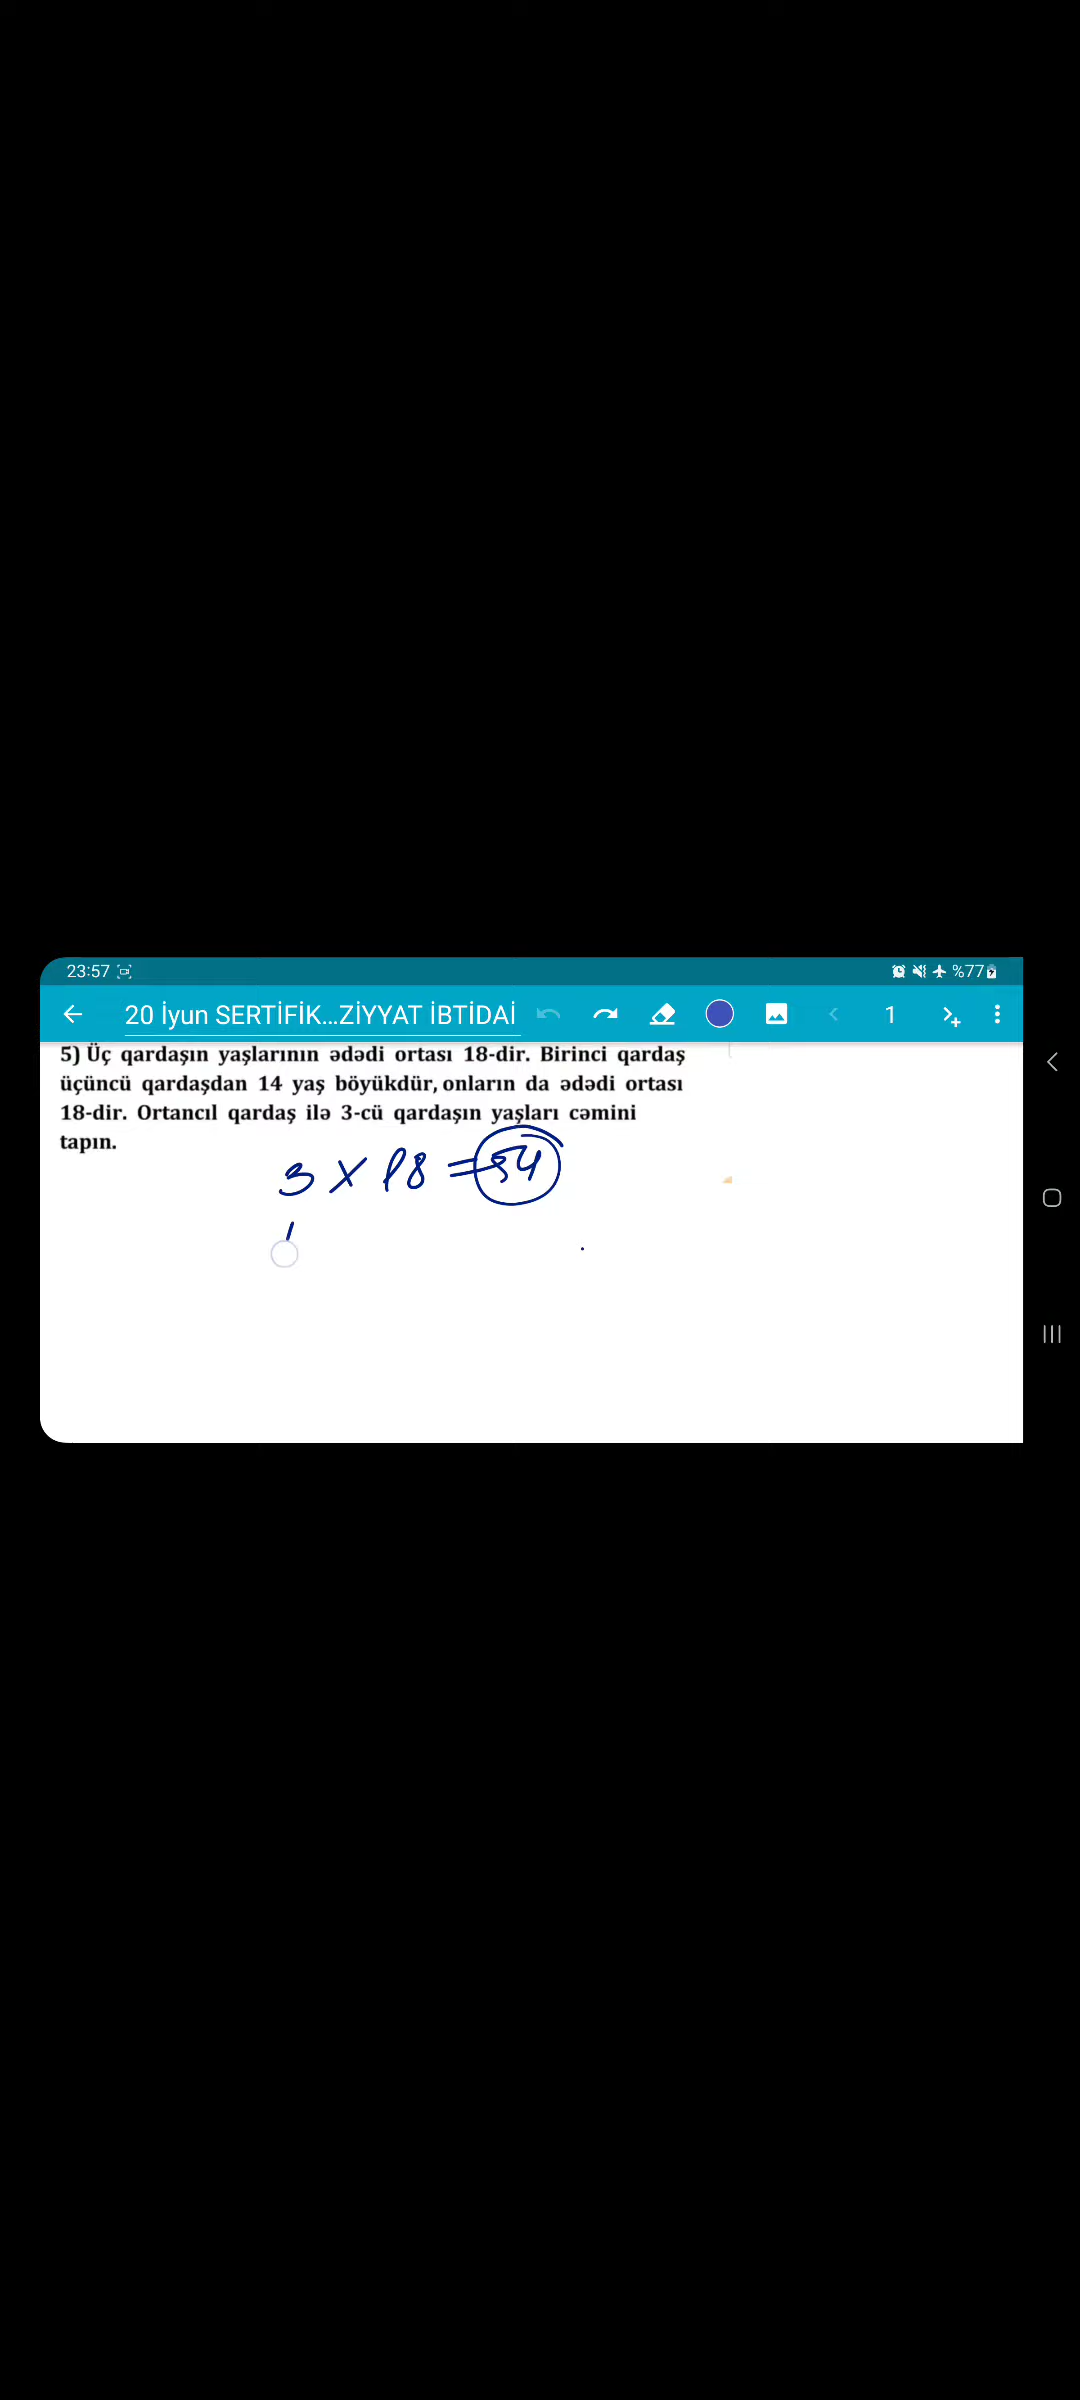 23:57 %77
20 İyun SERTİFİK...ZİYYAT İBTİDAİ 1
5) Üç qardaşın yaşlarının ədədi ortası 18-dir. Birinci qardaş
üçüncü qardaşdan 14 yaş böyükdür, onların da ədədi ortası
18-dir. Ortancıl qardaş ilə 3-cü qardaşın yaşları cəmini
tapın.
3 x 18 = 54